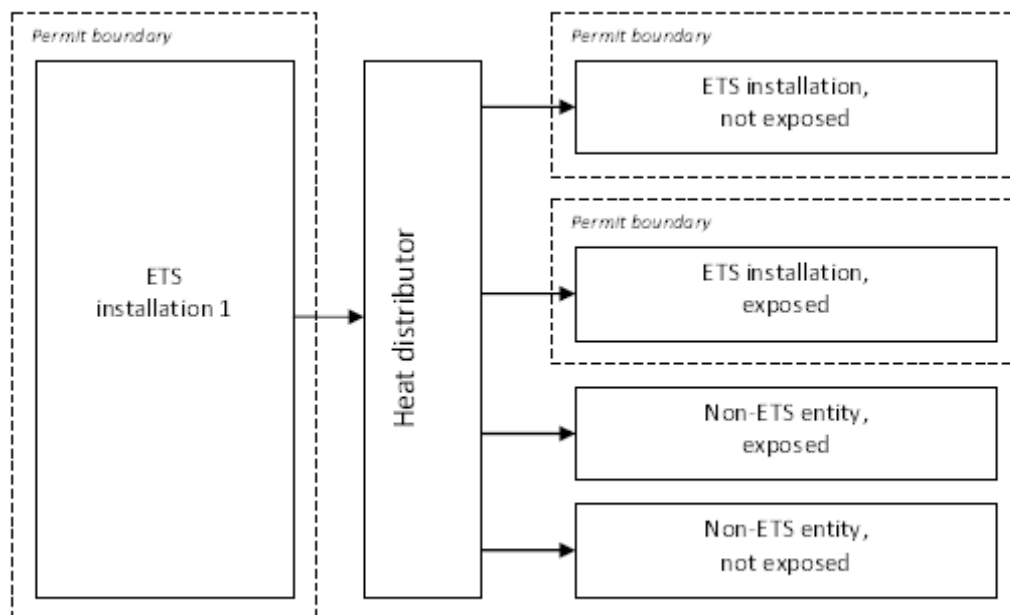 Permit boundary
ETS
installation 1
Heat distributor
Permit boundary
ETS installation,
not exposed
Permit boundary
ETS installation,
exposed
Non-ETS entity,
exposed
Non-ETS entity,
not exposed